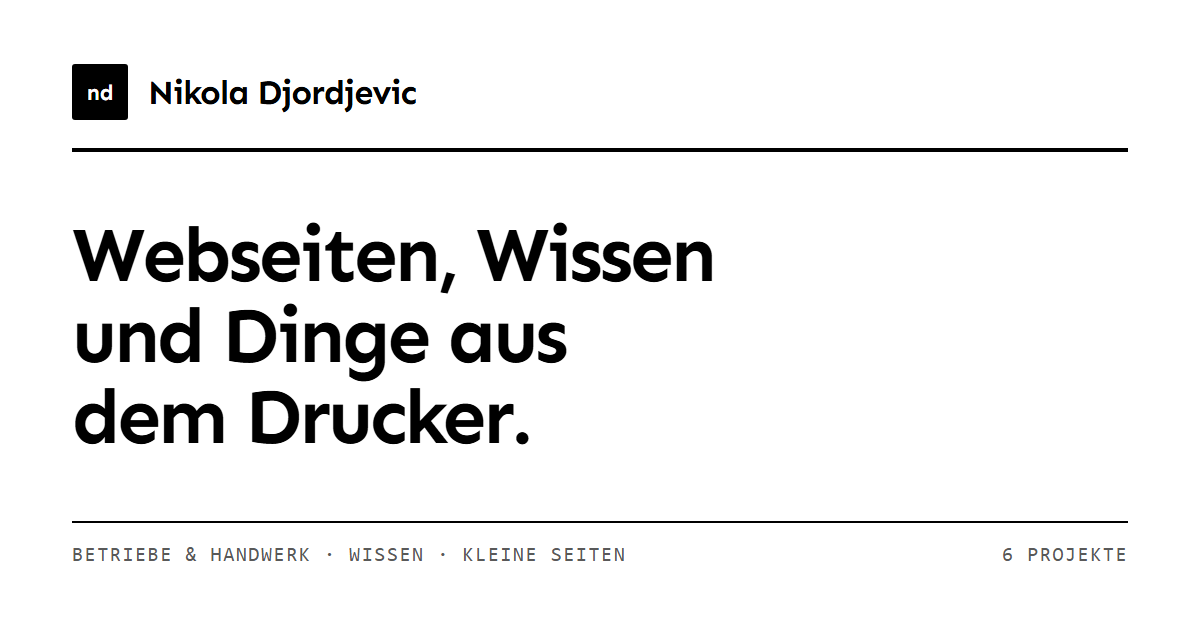 nd
Nikola Djordjevic
Webseiten, Wissen
und Dinge aus
dem Drucker.
BETRIEBE & HANDWERK · WISSEN · KLEINE SEITEN
6 PROJEKTE